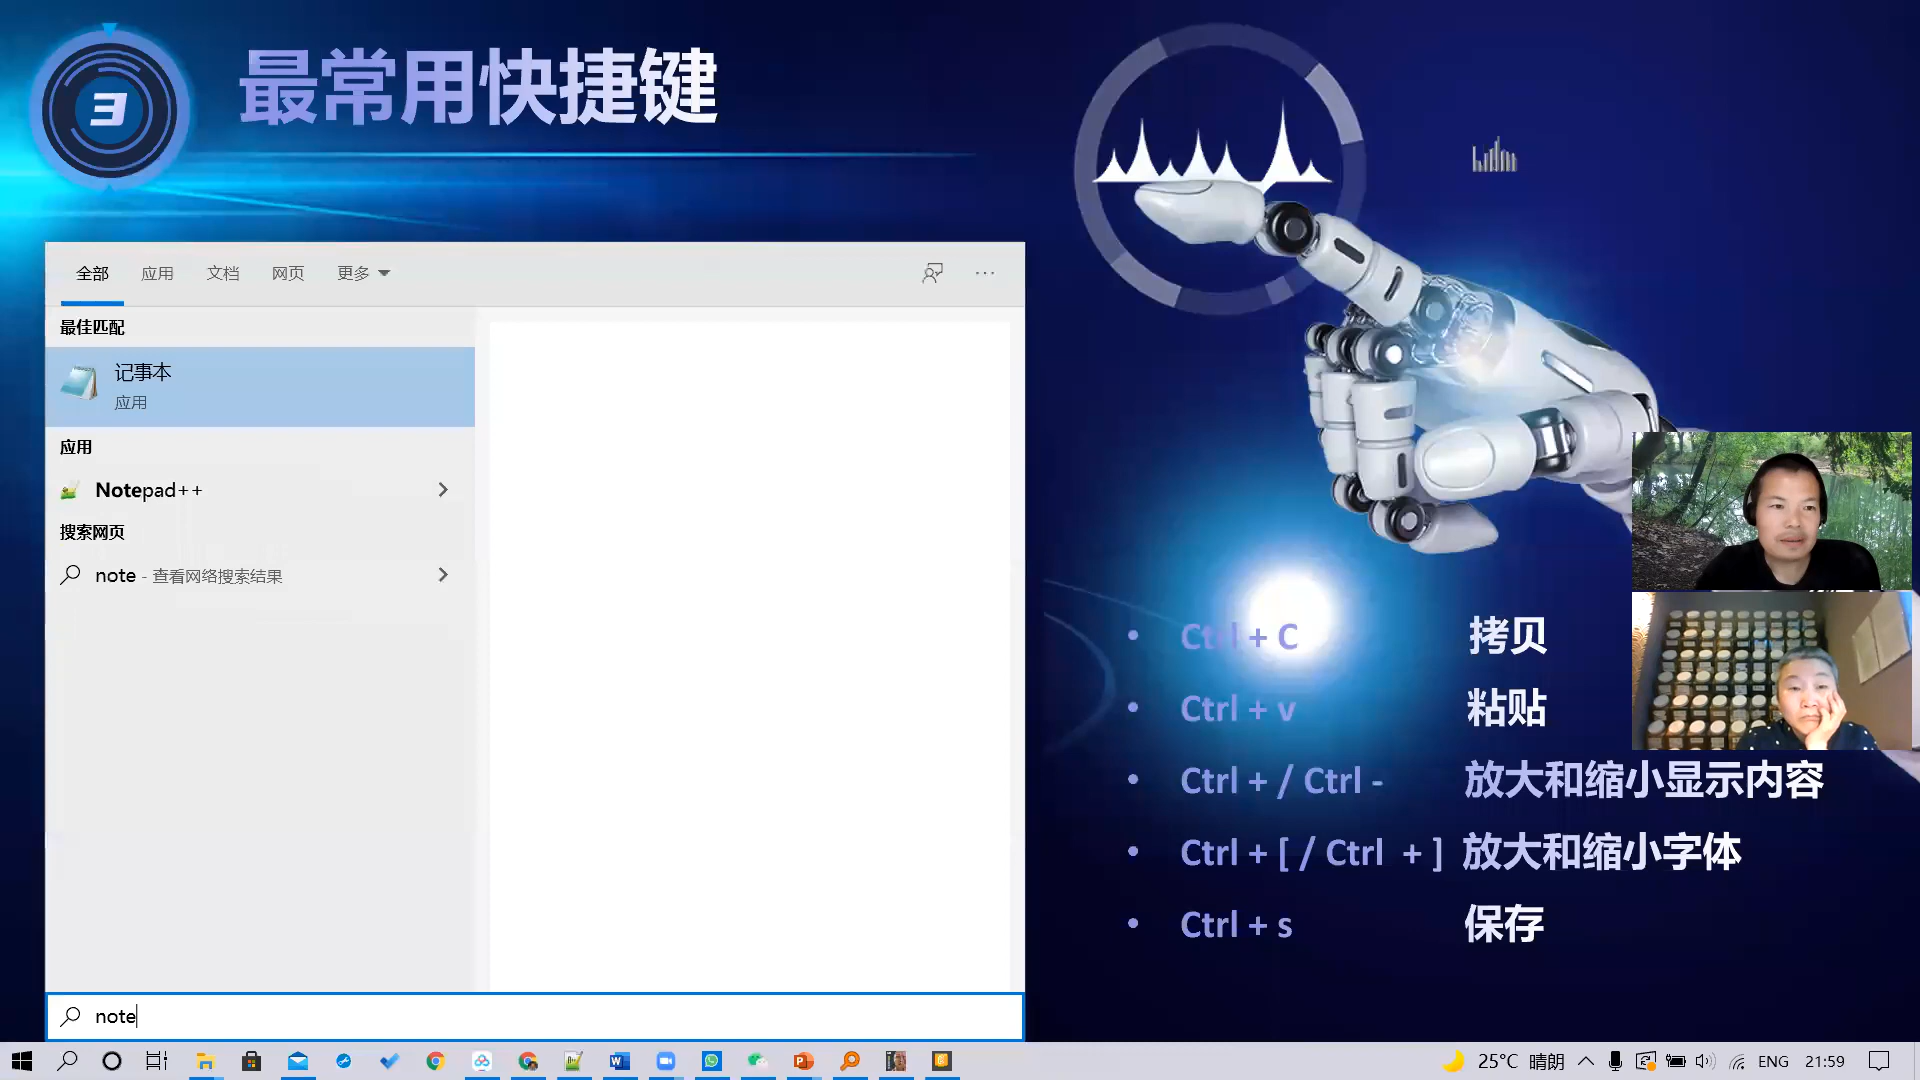 3
最常用快捷键
全部 应用 文档 网页 更多
最佳匹配
记事本
应用
应用
Notepad++
搜索网页
note - 查看网络搜索结果
note
• Ctrl + C 拷贝
• Ctrl + v 粘贴
• Ctrl + / Ctrl - 放大和缩小显示内容
• Ctrl + [ / Ctrl + ] 放大和缩小字体
• Ctrl + s 保存
25°C 晴朗 ENG 21:59